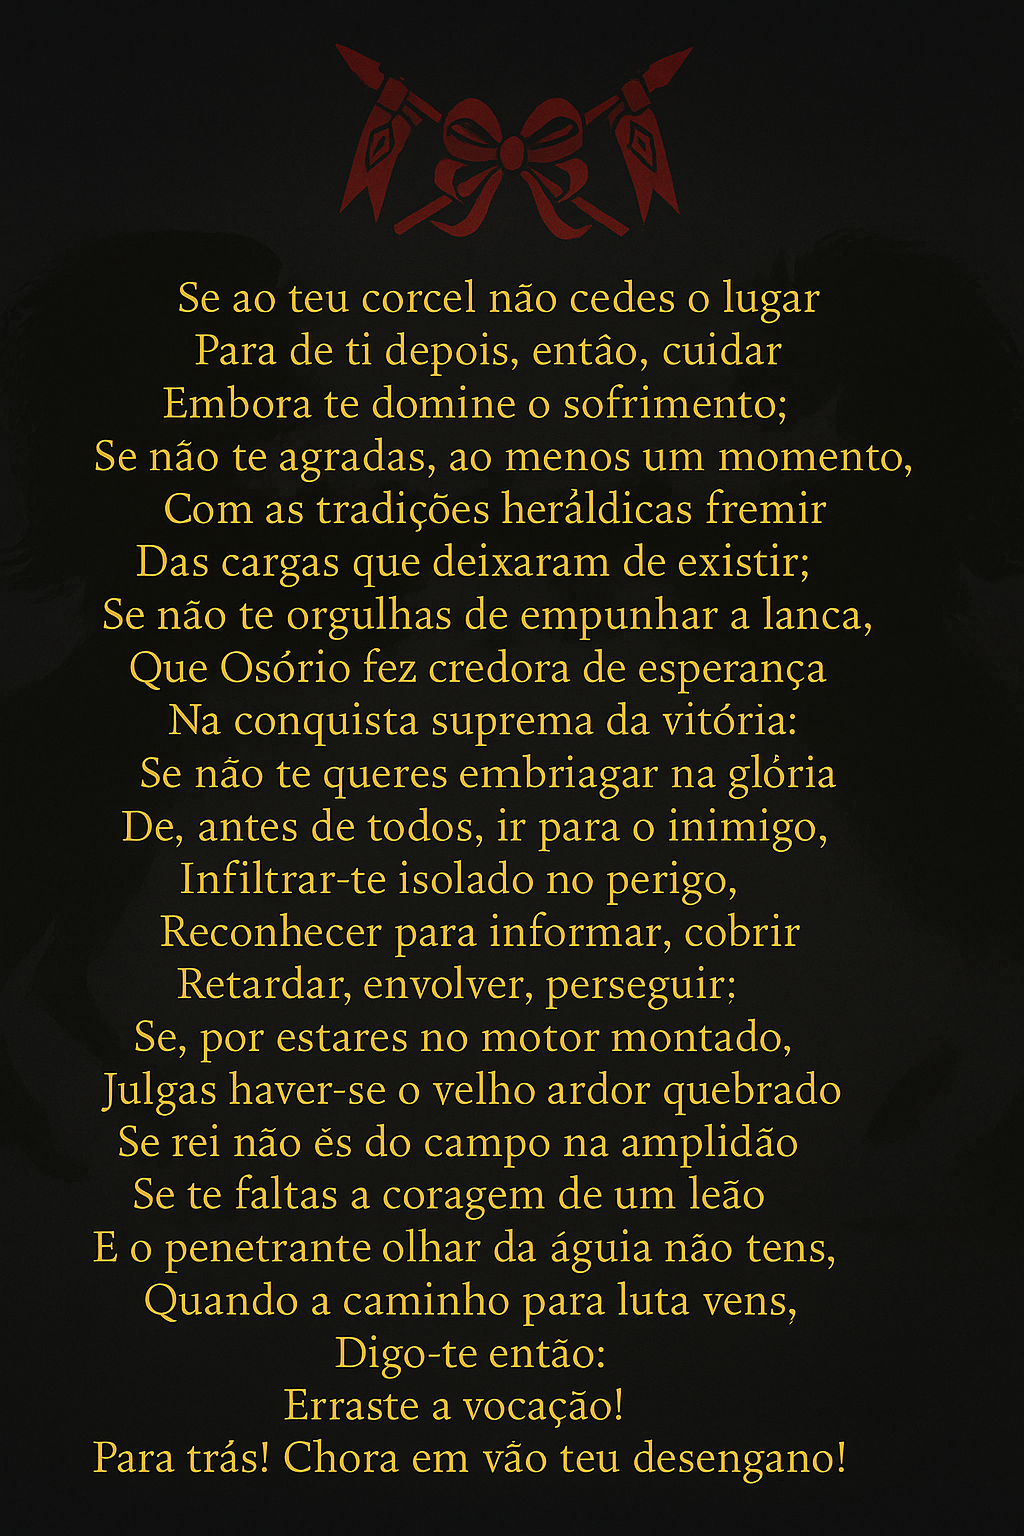 Se ao teu corcel não cedes o lugar
Para de ti depois, entâo, cuidar
Embora te domine o sofrimento;
Se não te agradas, ao menos um momento,
Com as tradições heráldicas fremir
Das cargas que deixaram de existir;
Se não te orgulhas de empunhar a lanca,
Que Osório fez credora de esperança
Na conquista suprema da vitória:
Se não te queres embriagar na glória
De, antes de todos, ir para o inimigo,
Infiltrar-te isolado no perigo,
Reconhecer para informar, cobrir
Retardar, envolver, perseguir;
Se, por estares no motor montado,
Julgas haver-se o velho ardor quebrado
Se rei não ěs do campo na amplidão
Se te faltas a coragem de um leão
E o penetrante olhar da águia não tens,
Quando a caminho para luta vens,
Digo-te então:
Erraste a vocação!
Para trás! Chora em vão teu desengano!